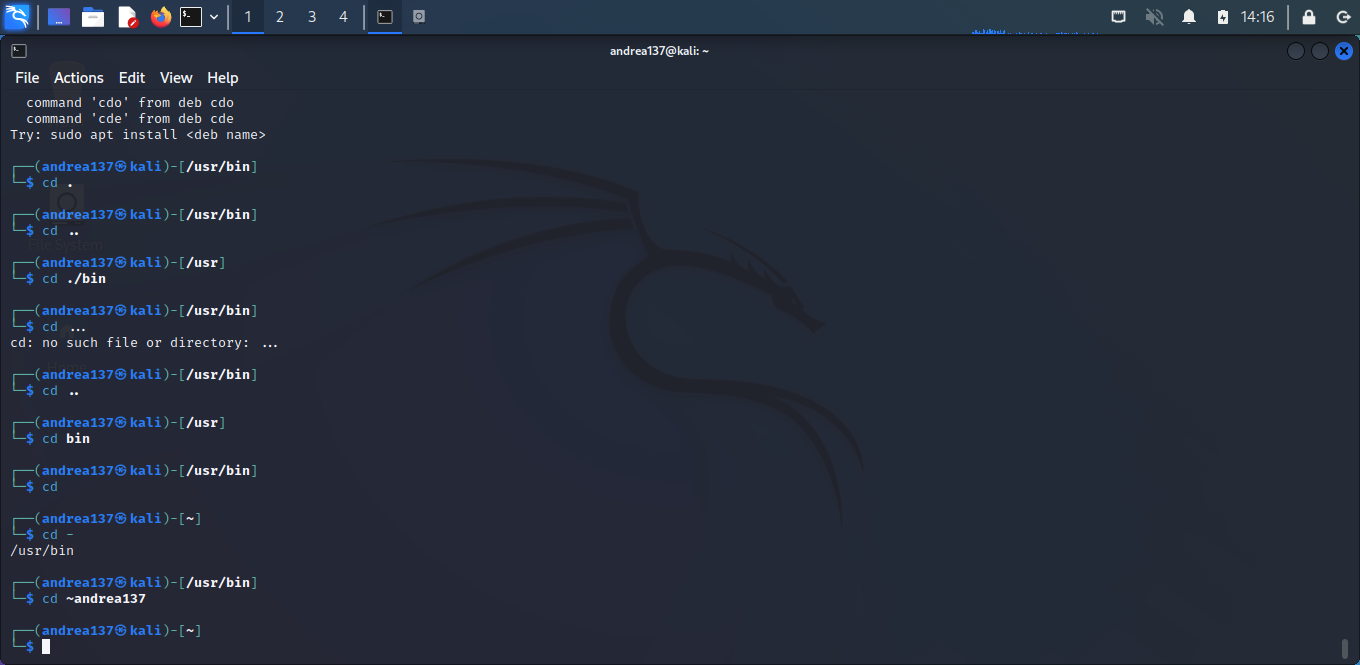 1 2 3 4 14:16
andrea137@kali: ~
File Actions Edit View Help
command 'cdo' from deb cdo
command 'cde' from deb cde
Try: sudo apt install <deb name>
┌──(andrea137㉿kali)-[/usr/bin]
└─$ cd .
┌──(andrea137㉿kali)-[/usr/bin]
└─$ cd ..
File System
┌──(andrea137㉿kali)-[/usr]
└─$ cd ./bin
┌──(andrea137㉿kali)-[/usr/bin]
└─$ cd ...
cd: no such file or directory: ...
┌──(andrea137㉿kali)-[/usr/bin]
└─$ cd ..
┌──(andrea137㉿kali)-[/usr]
└─$ cd bin
┌──(andrea137㉿kali)-[/usr/bin]
└─$ cd
┌──(andrea137㉿kali)-[~]
└─$ cd -
/usr/bin
┌──(andrea137㉿kali)-[/usr/bin]
└─$ cd ~andrea137
┌──(andrea137㉿kali)-[~]
└─$